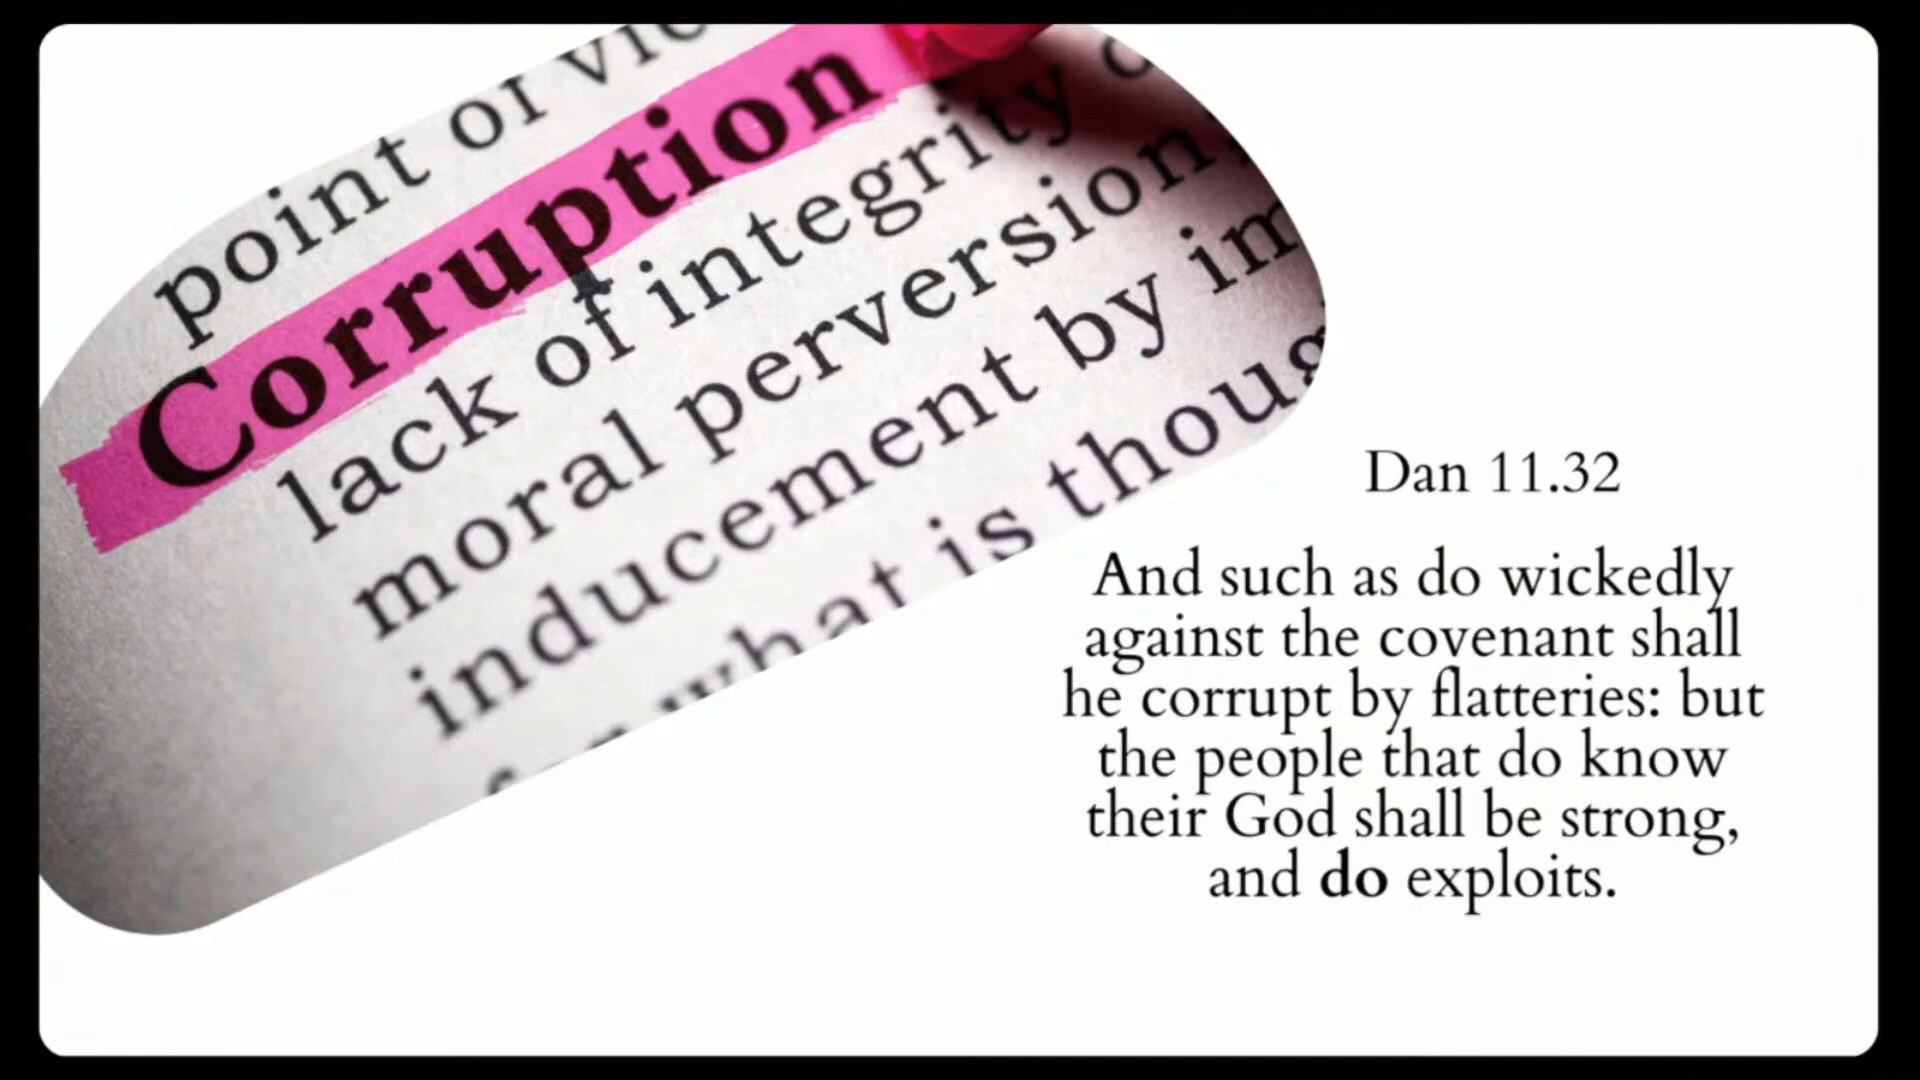 point of
Corruption
lack of integrity
moral perversion
inducement by
what is
Dan 11.32
And such as do wickedly
against the covenant shall
he corrupt by flatteries: but
the people that do know
their God shall be strong,
and do exploits.